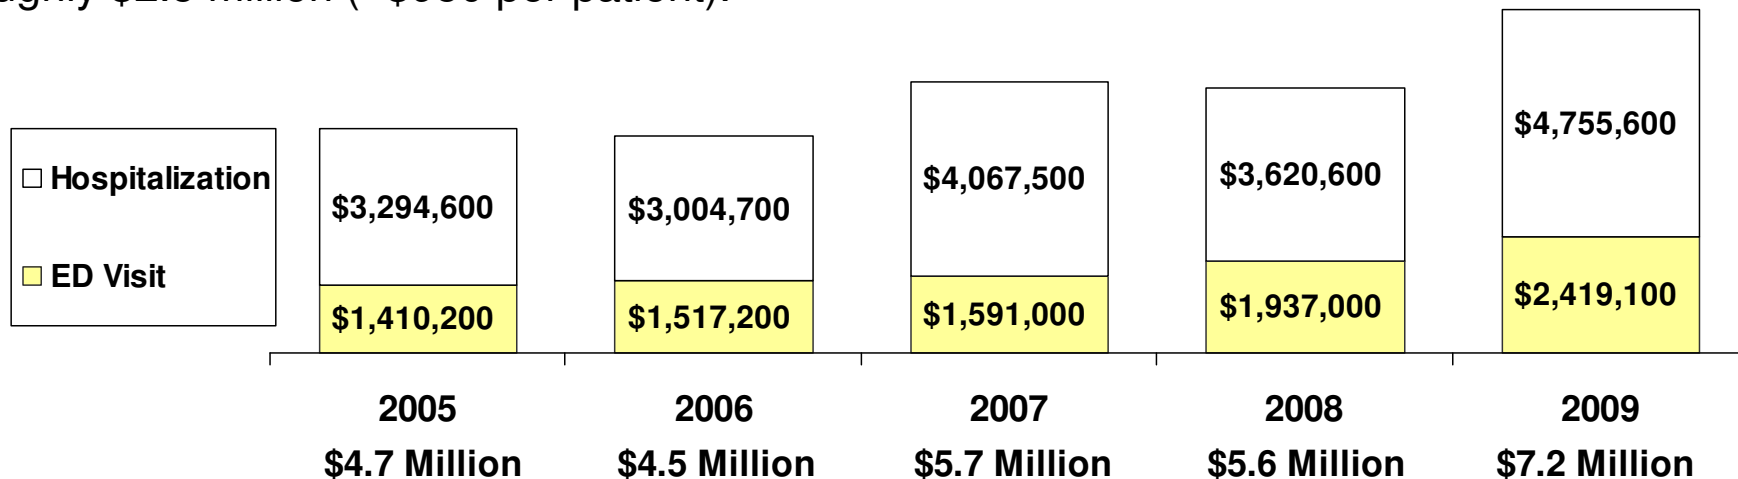 per patient).
$4,755,600
Hospitalization
$4,067,500
$3,620,600
$3,294,600
$3,004,700
ED Visit
$1,410,200
$1,517,200
$1,591,000
$1,937,000
$2,419,100
2005 2006 2007 2008 2009
$4.7 Million $4.5 Million $5.7 Million $5.6 Million $7.2 Million